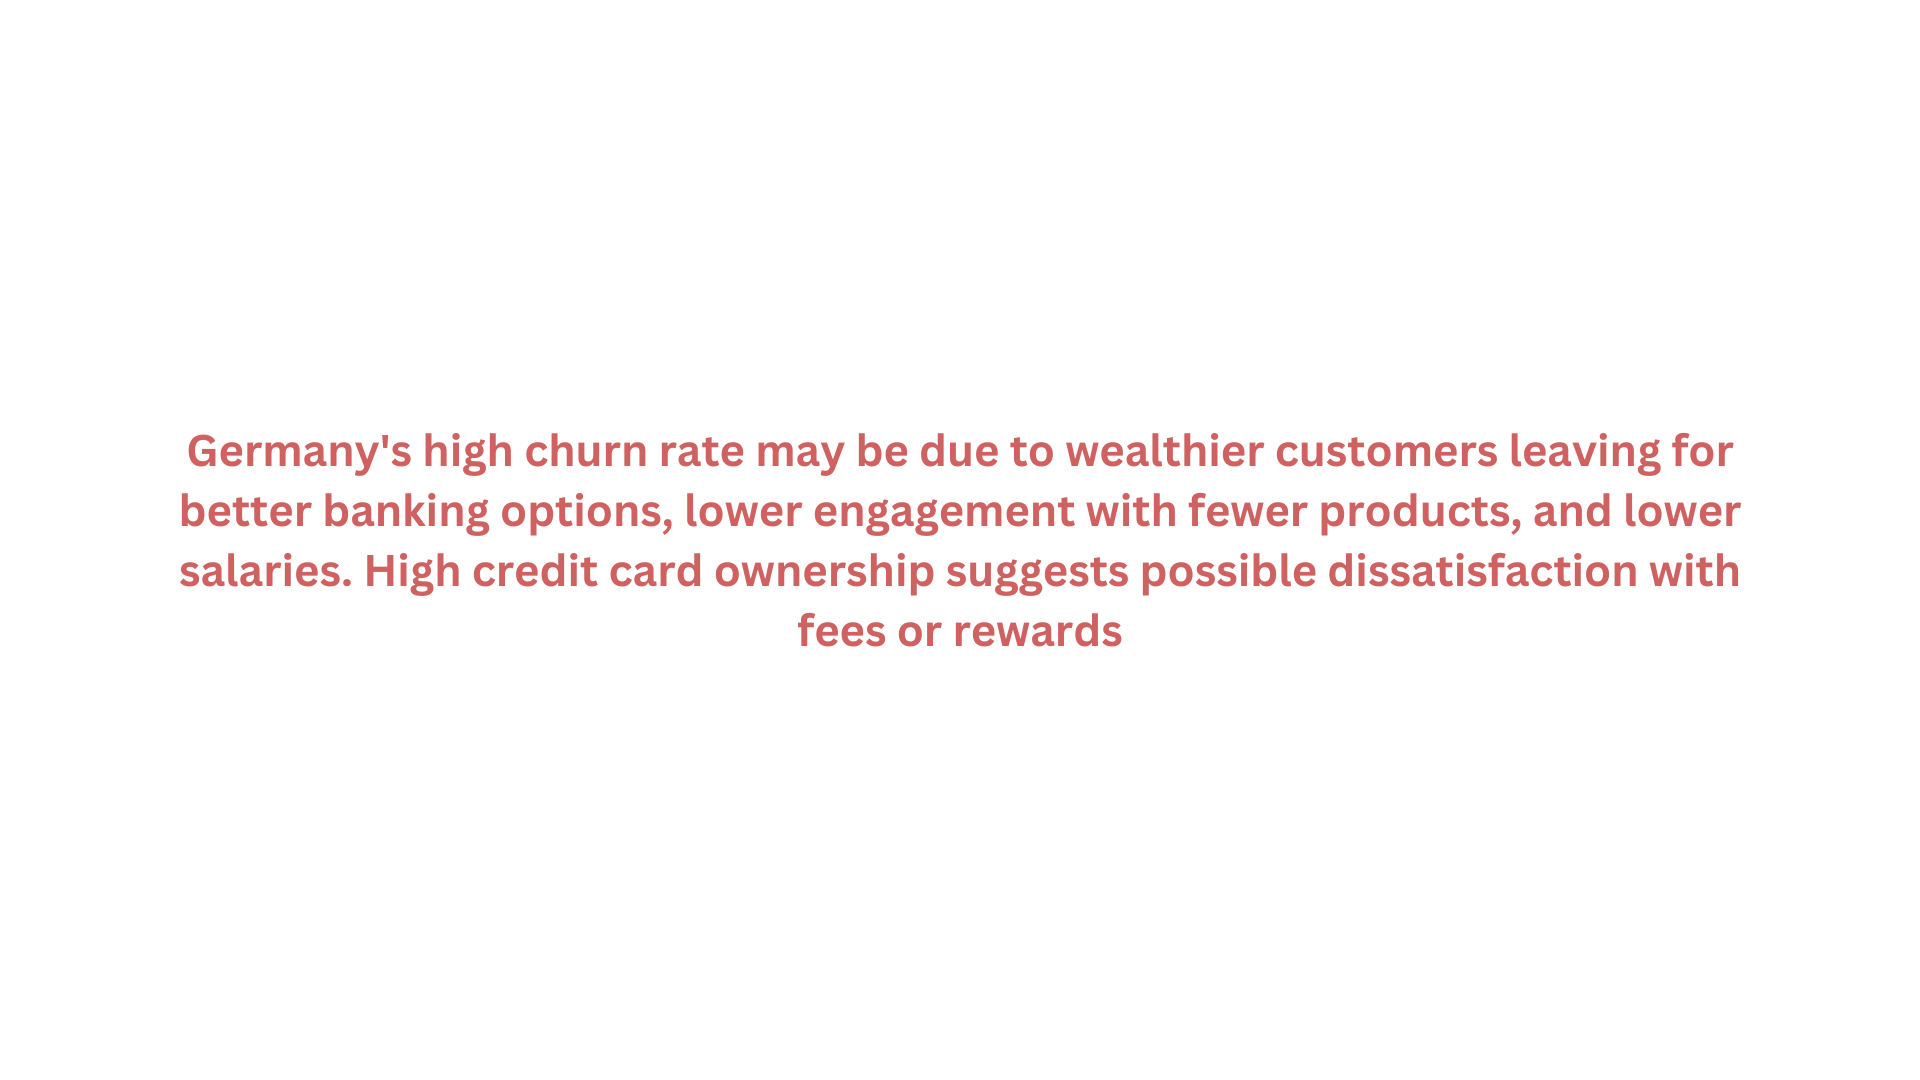 Germany's high churn rate may be due to wealthier customers leaving for
better banking options, lower engagement with fewer products, and lower
salaries. High credit card ownership suggests possible dissatisfaction with
fees or rewards